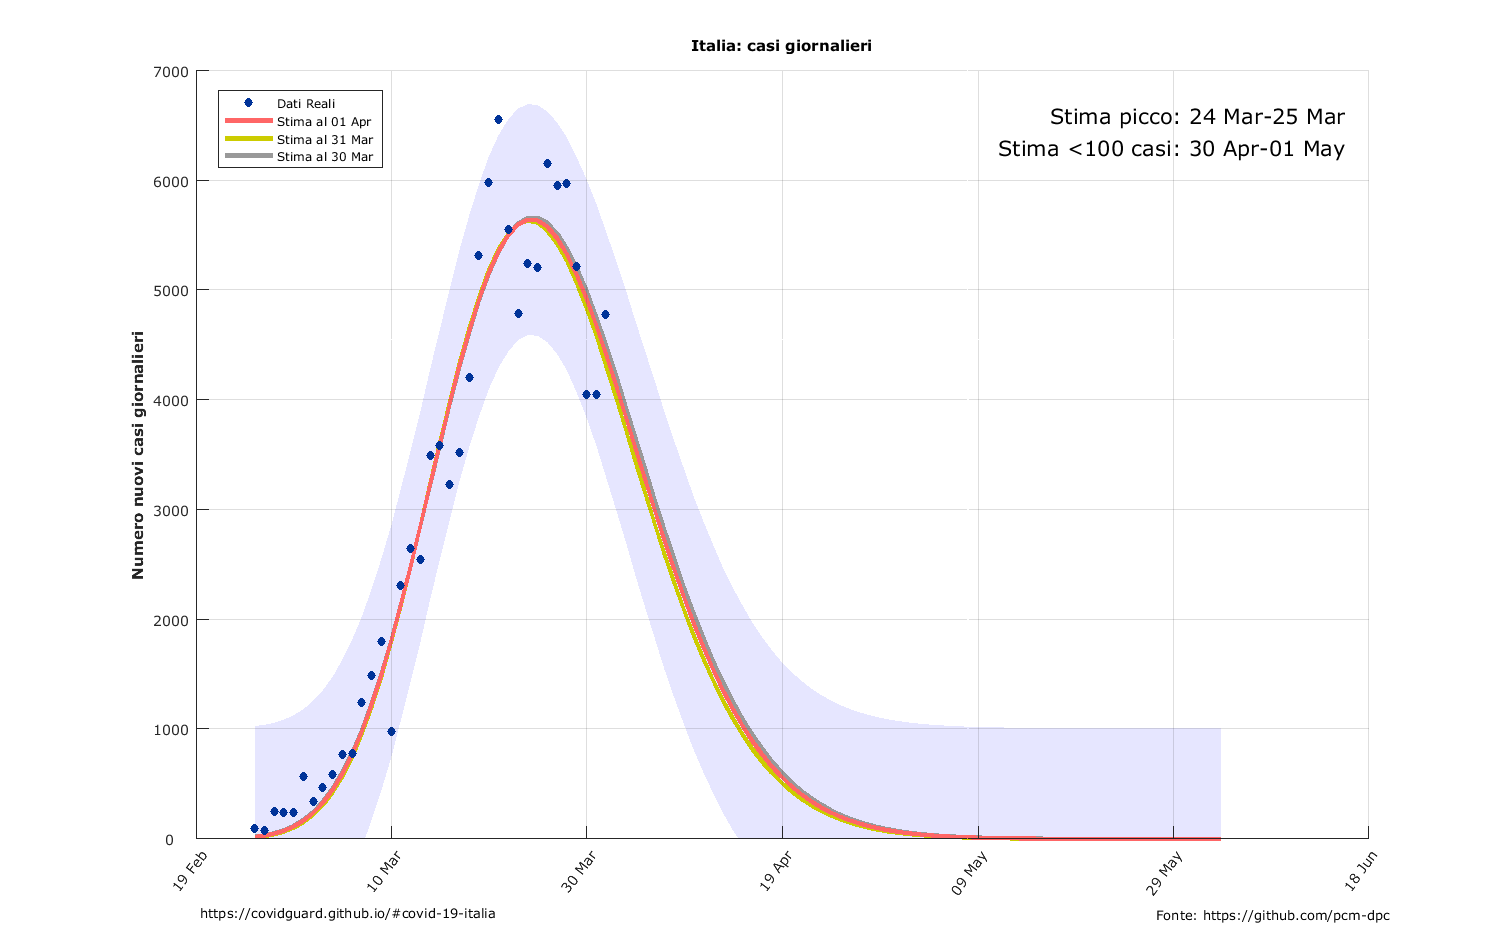 Italia: casi giornalieri
7000
6000
5000
4000
3000
2000
1000
0
Numero nuovi casi giornalieri
Dati Reali
Stima al 01 Apr
Stima al 31 Mar
Stima al 30 Mar
Stima picco: 24 Mar-25 Mar
Stima <100 casi: 30 Apr-01 May
19 Feb
10 Mar
30 Mar
19 Apr
09 May
29 May
18 Jun
https://covidguard.github.io/#covid-19-italia
Fonte: https://github.com/pcm-dpc